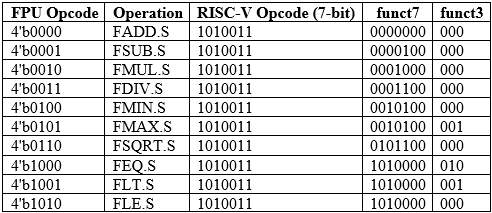 FPU Opcode Operation RISC-V Opcode (7-bit) funct7 funct3
4'b0000 FADD.S 1010011 0000000 000
4'b0001 FSUB.S 1010011 0000100 000
4'b0010 FMUL.S 1010011 0001000 000
4'b0011 FDIV.S 1010011 0001100 000
4'b0100 FMIN.S 1010011 0010100 000
4'b0101 FMAX.S 1010011 0010100 001
4'b0110 FSQRT.S 1010011 0101100 000
4'b1000 FEQ.S 1010011 1010000 010
4'b1001 FLT.S 1010011 1010000 001
4'b1010 FLE.S 1010011 1010000 000